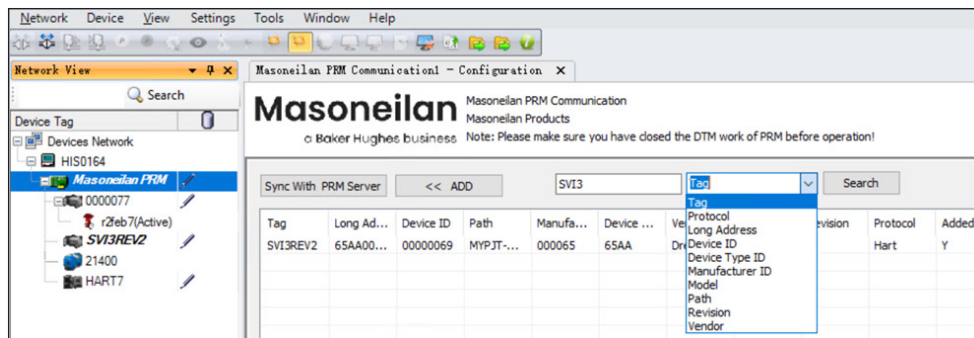 Network Device View Settings Tools Window Help
Network View
Masoneilan PRM Communication1 - Configuration X
Search
Device Tag
Devices Network
HIS0164
Masoneilan PRM
0000077
r2feb7(Active)
SVI3REV2
21400
HART7
Masoneilan
a Baker Hughes business
Masoneilan PRM Communication
Masoneilan Products
Note: Please make sure you have closed the DTM work of PRM before operation!
Sync With PRM Server
<< ADD
SVI3
Tag
Search
Tag Long Ad... Device ID Path Manufa... Device ... Ve evision Protocol Added
SVI3REV2 65AA00... 00000069 MYPJT-... 000065 65AA Dre Hart Y
Tag
Protocol
Long Address
Device ID
Device Type ID
Manufacturer ID
Model
Path
Revision
Vendor